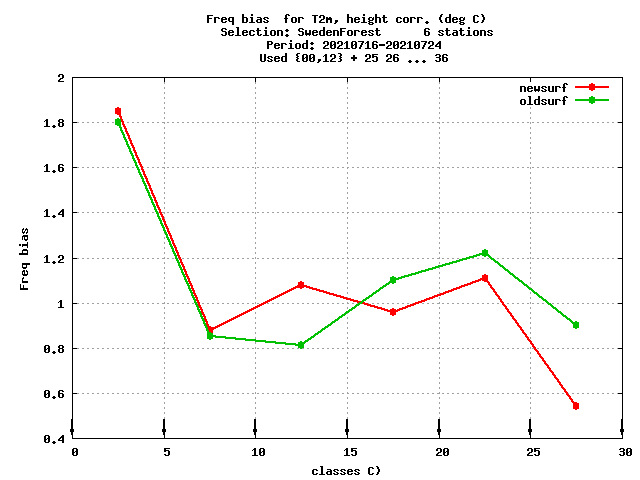 Freq bias  for T2m, height corr. (deg C)
Selection: SwedenForest      6 stations
Period: 20210716-20210724
Used {00,12} + 25 26 ... 36
newsurf
oldsurf
2
1.8
1.6
1.4
1.2
1
0.8
0.6
0.4
Freq bias
0 5 10 15 20 25 30
classes C)